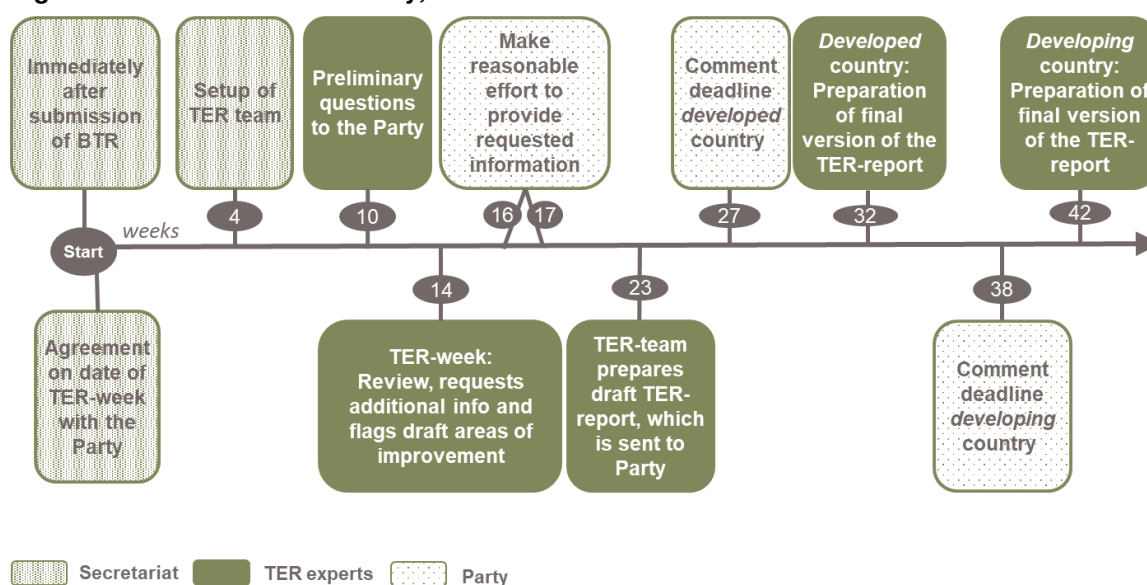 Immediately
after
submission
of BTR
Setup of
TER team
Preliminary
questions
to the Party
Make
reasonable
effort to
provide
requested
information
Comment
deadline
developed
country
Developed
country:
Preparation
of final
version of the
TER-report
Developing
country:
Preparation of
final version
of the TER-
report
Start
weeks
4
10
16
17
27
32
42
14
23
38
Agreement
on date of
TER-week
with the
Party
TER-week:
Review, requests
additional info and
flags draft areas of
improvement
TER-team
prepares
draft TER-
report, which
is sent to
Party
Comment
deadline
developing
country
Secretariat
TER experts
Party